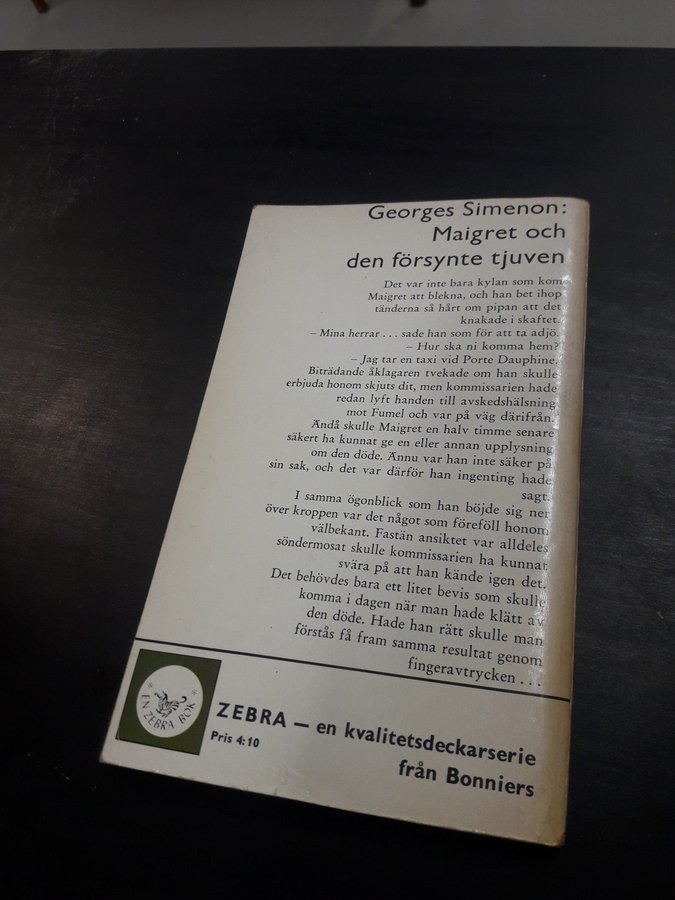 Georges Simenon:
Maigret och
den försynte tjuven
Det var inte bara kylan som kom
Maigret att blekna, och han bet ihop
tänderna så hårt om pipan att det
knakade i skaftet.
– Mina herrar . . . sade han som för att ta adjö.
– Hur ska ni komma hem?
– Jag tar en taxi vid Porte Dauphine.
Biträdande åklagaren tvekade om han skulle
erbjuda honom skjuts dit, men kommissarien hade
redan lyft handen till avskedshälsning
mot Fumel och var på väg därifrån.
Ändå skulle Maigret en halv timme senare
säkert ha kunnat ge en eller annan upplysning
om den döde. Ännu var han inte säker på
sin sak, och det var därför han ingenting hade
sagt.
I samma ögonblick som han böjde sig ner
över kroppen var det något som föreföll honom
välbekant. Fastän ansiktet var alldeles
söndermosat skulle kommissarien ha kunnat
svära på att han kände igen det.
Det behövdes bara ett litet bevis som skulle
komma i dagen när man hade klätt av
den döde. Hade han rätt skulle man
förstås få fram samma resultat genom
fingeravtrycken . . .
* EN ZEBRA BOK *
ZEBRA – en kvalitetsdeckarserie
från Bonniers
Pris 4:10